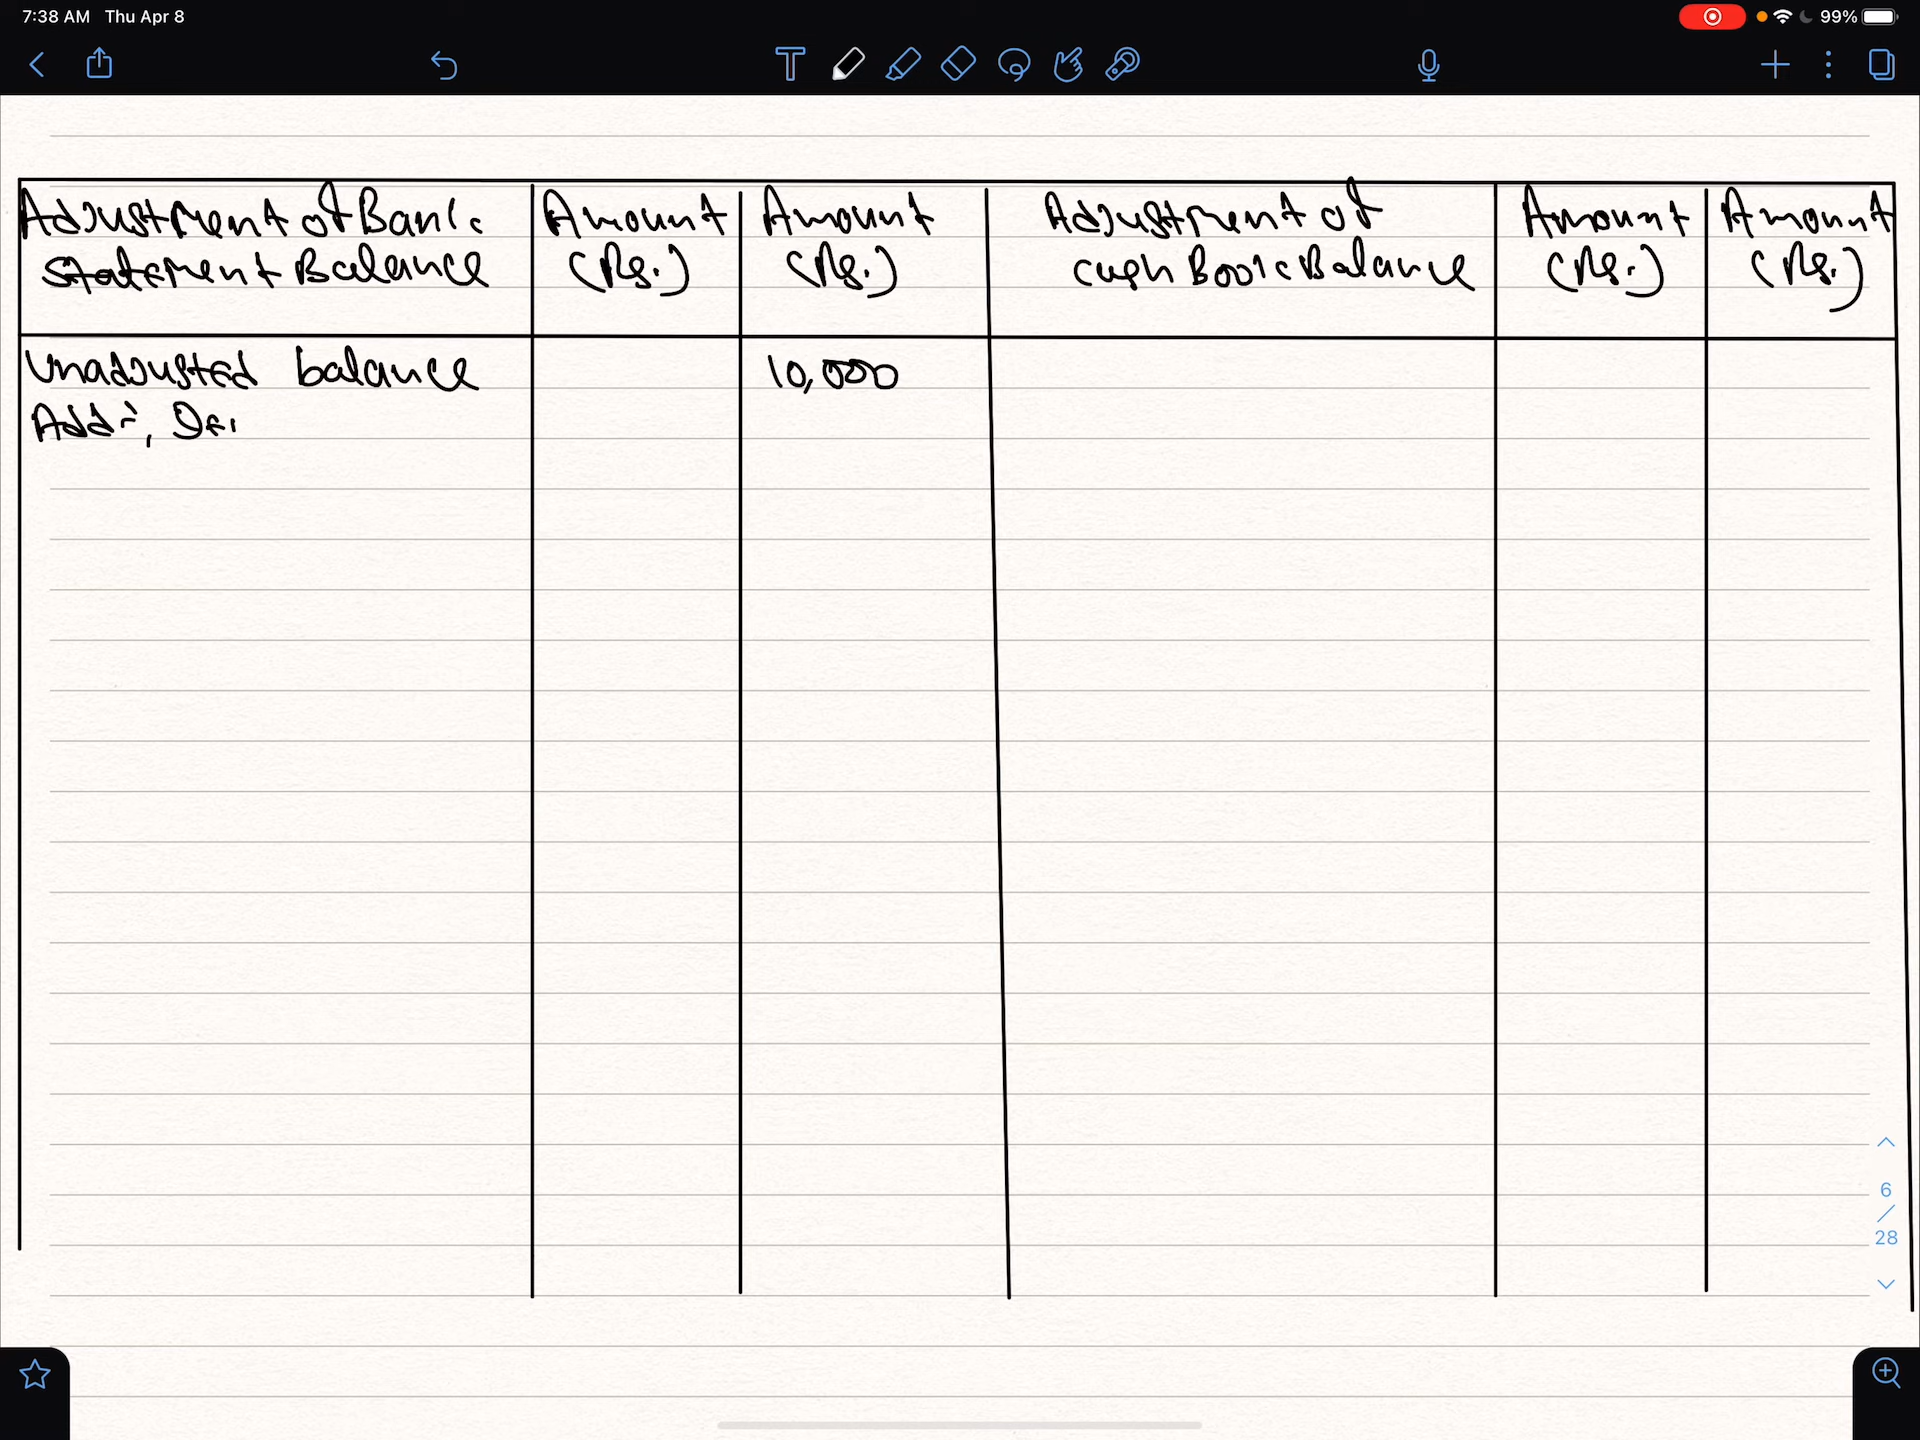 7:38 AM Thu Apr 8
99%
Adjustment of Bank
Statement Balance
Amount
(Rs.)
Amount
(Rs.)
Adjustment of
cash Book Balance
Amount
(Rs.)
Amount
(Rs.)
Unadjusted balance
10,000
Add:, De
6
/
28